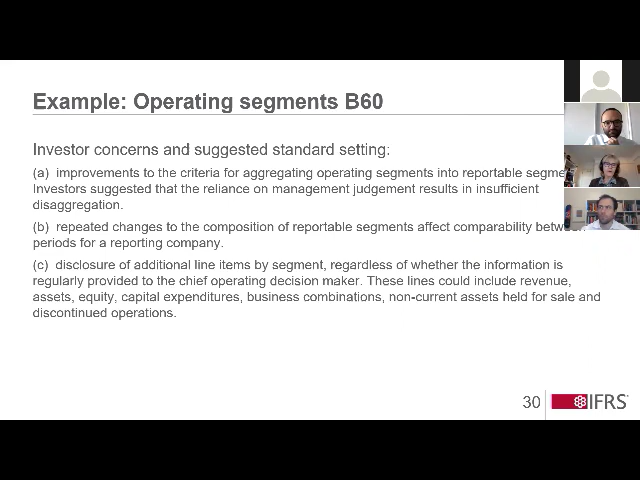 Example: Operating segments B60
Investor concerns and suggested standard setting:
(a) improvements to the criteria for aggregating operating segments into reportable
Investors suggested that the reliance on management judgement results in insufficient
disaggregation.
(b) repeated changes to the composition of reportable segments affect comparability
periods for a reporting company.
(c) disclosure of additional line items by segment, regardless of whether the information is
regularly provided to the chief operating decision maker. These lines could include revenue,
assets, equity, capital expenditures, business combinations, non-current assets held for sale and
discontinued operations.
30
IFRS